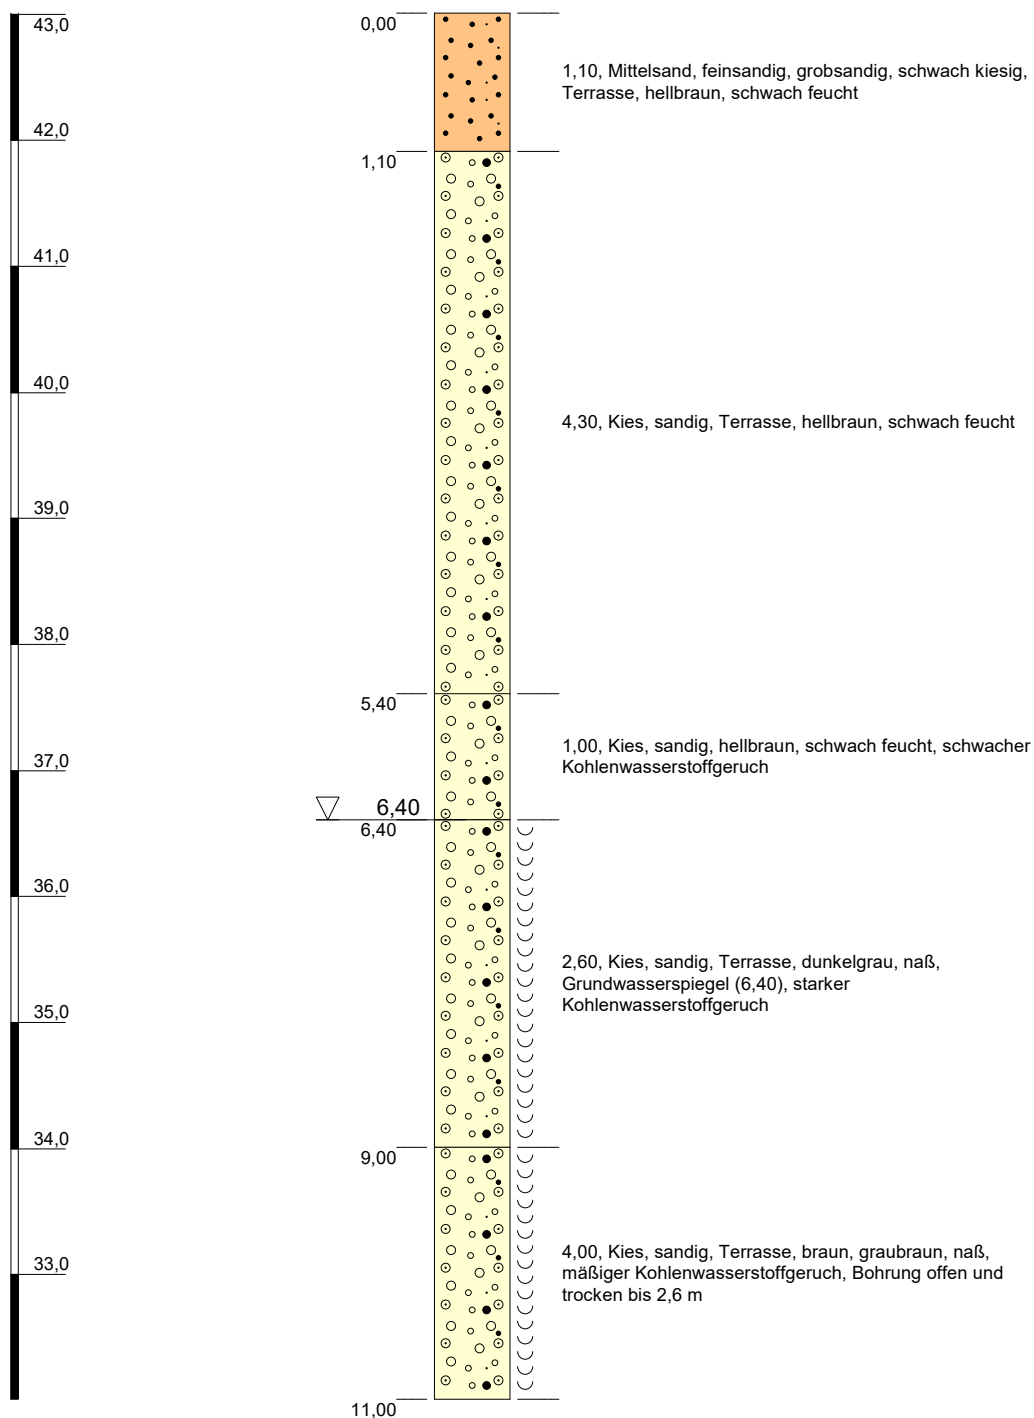 43,0
0,00
1,10, Mittelsand, feinsandig, grobsandig, schwach kiesig,
Terrasse, hellbraun, schwach feucht
42,0
1,10
41,0
40,0
4,30, Kies, sandig, Terrasse, hellbraun, schwach feucht
39,0
38,0
5,40
1,00, Kies, sandig, hellbraun, schwach feucht, schwacher
Kohlenwasserstoffgeruch
37,0
6,40
6,40
36,0
2,60, Kies, sandig, Terrasse, dunkelgrau, naß,
Grundwasserspiegel (6,40), starker
Kohlenwasserstoffgeruch
35,0
34,0
9,00
33,0
4,00, Kies, sandig, Terrasse, braun, graubraun, naß,
mäßiger Kohlenwasserstoffgeruch, Bohrung offen und
trocken bis 2,6 m
11,00